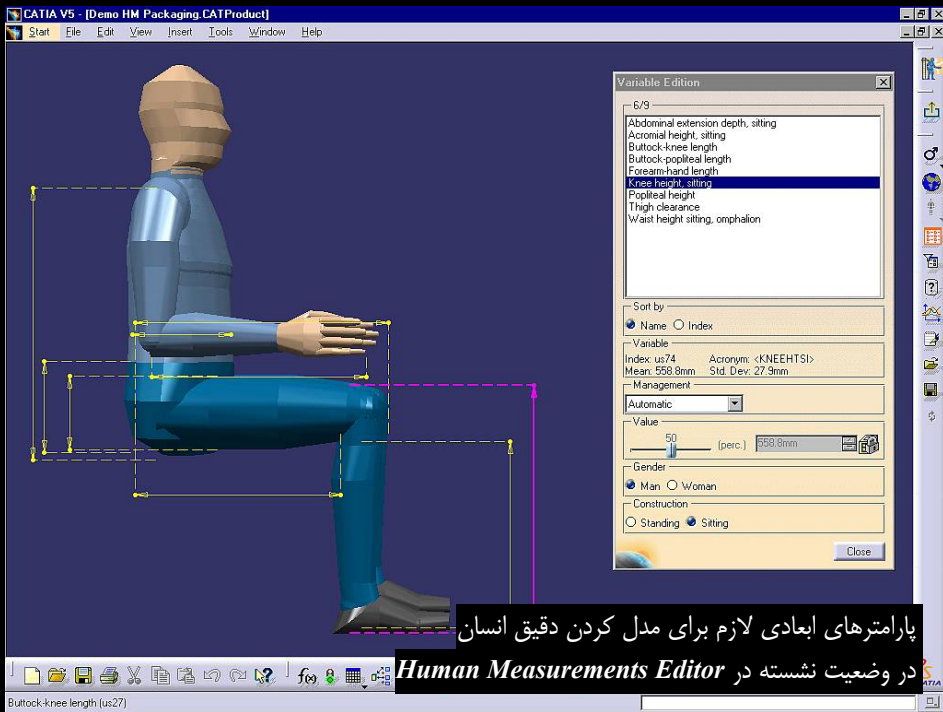 CATIA V5 - [Demo HM Packaging.CATProduct]
Start File Edit View Insert Tools Window Help
Variable Edition
6/9
Abdominal extension depth, sitting
Acromial height, sitting
Buttock-knee length
Buttock-popliteal length
Forearm-hand length
Knee height, sitting
Popliteal height
Thigh clearance
Waist height sitting, omphalion
Sort by
Name Index
Variable
Index: us74 Acronym: <KNEEHTSI>
Mean: 558.8mm Std. Dev: 27.9mm
Management
Automatic
Value
50 (perc.) 558.8mm
Gender
Man Woman
Construction
Standing Sitting
Close
پارامترهای ابعادی لازم برای مدل کردن دقیق انسان
در وضعیت نشسته در Human Measurements Editor
f(x)
Buttock-knee length (us27)